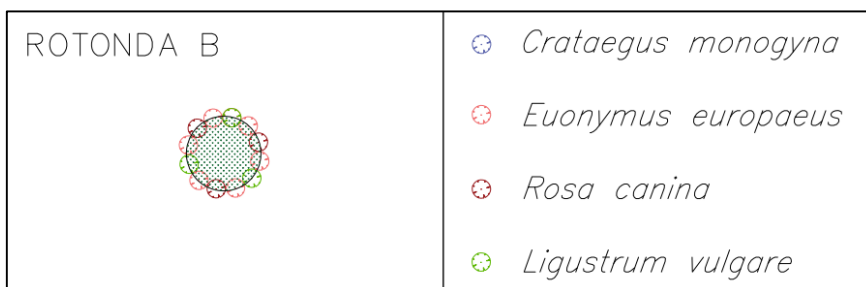 ROTONDA B
Crataegus monogyna
Euonymus europaeus
Rosa canina
Ligustrum vulgare